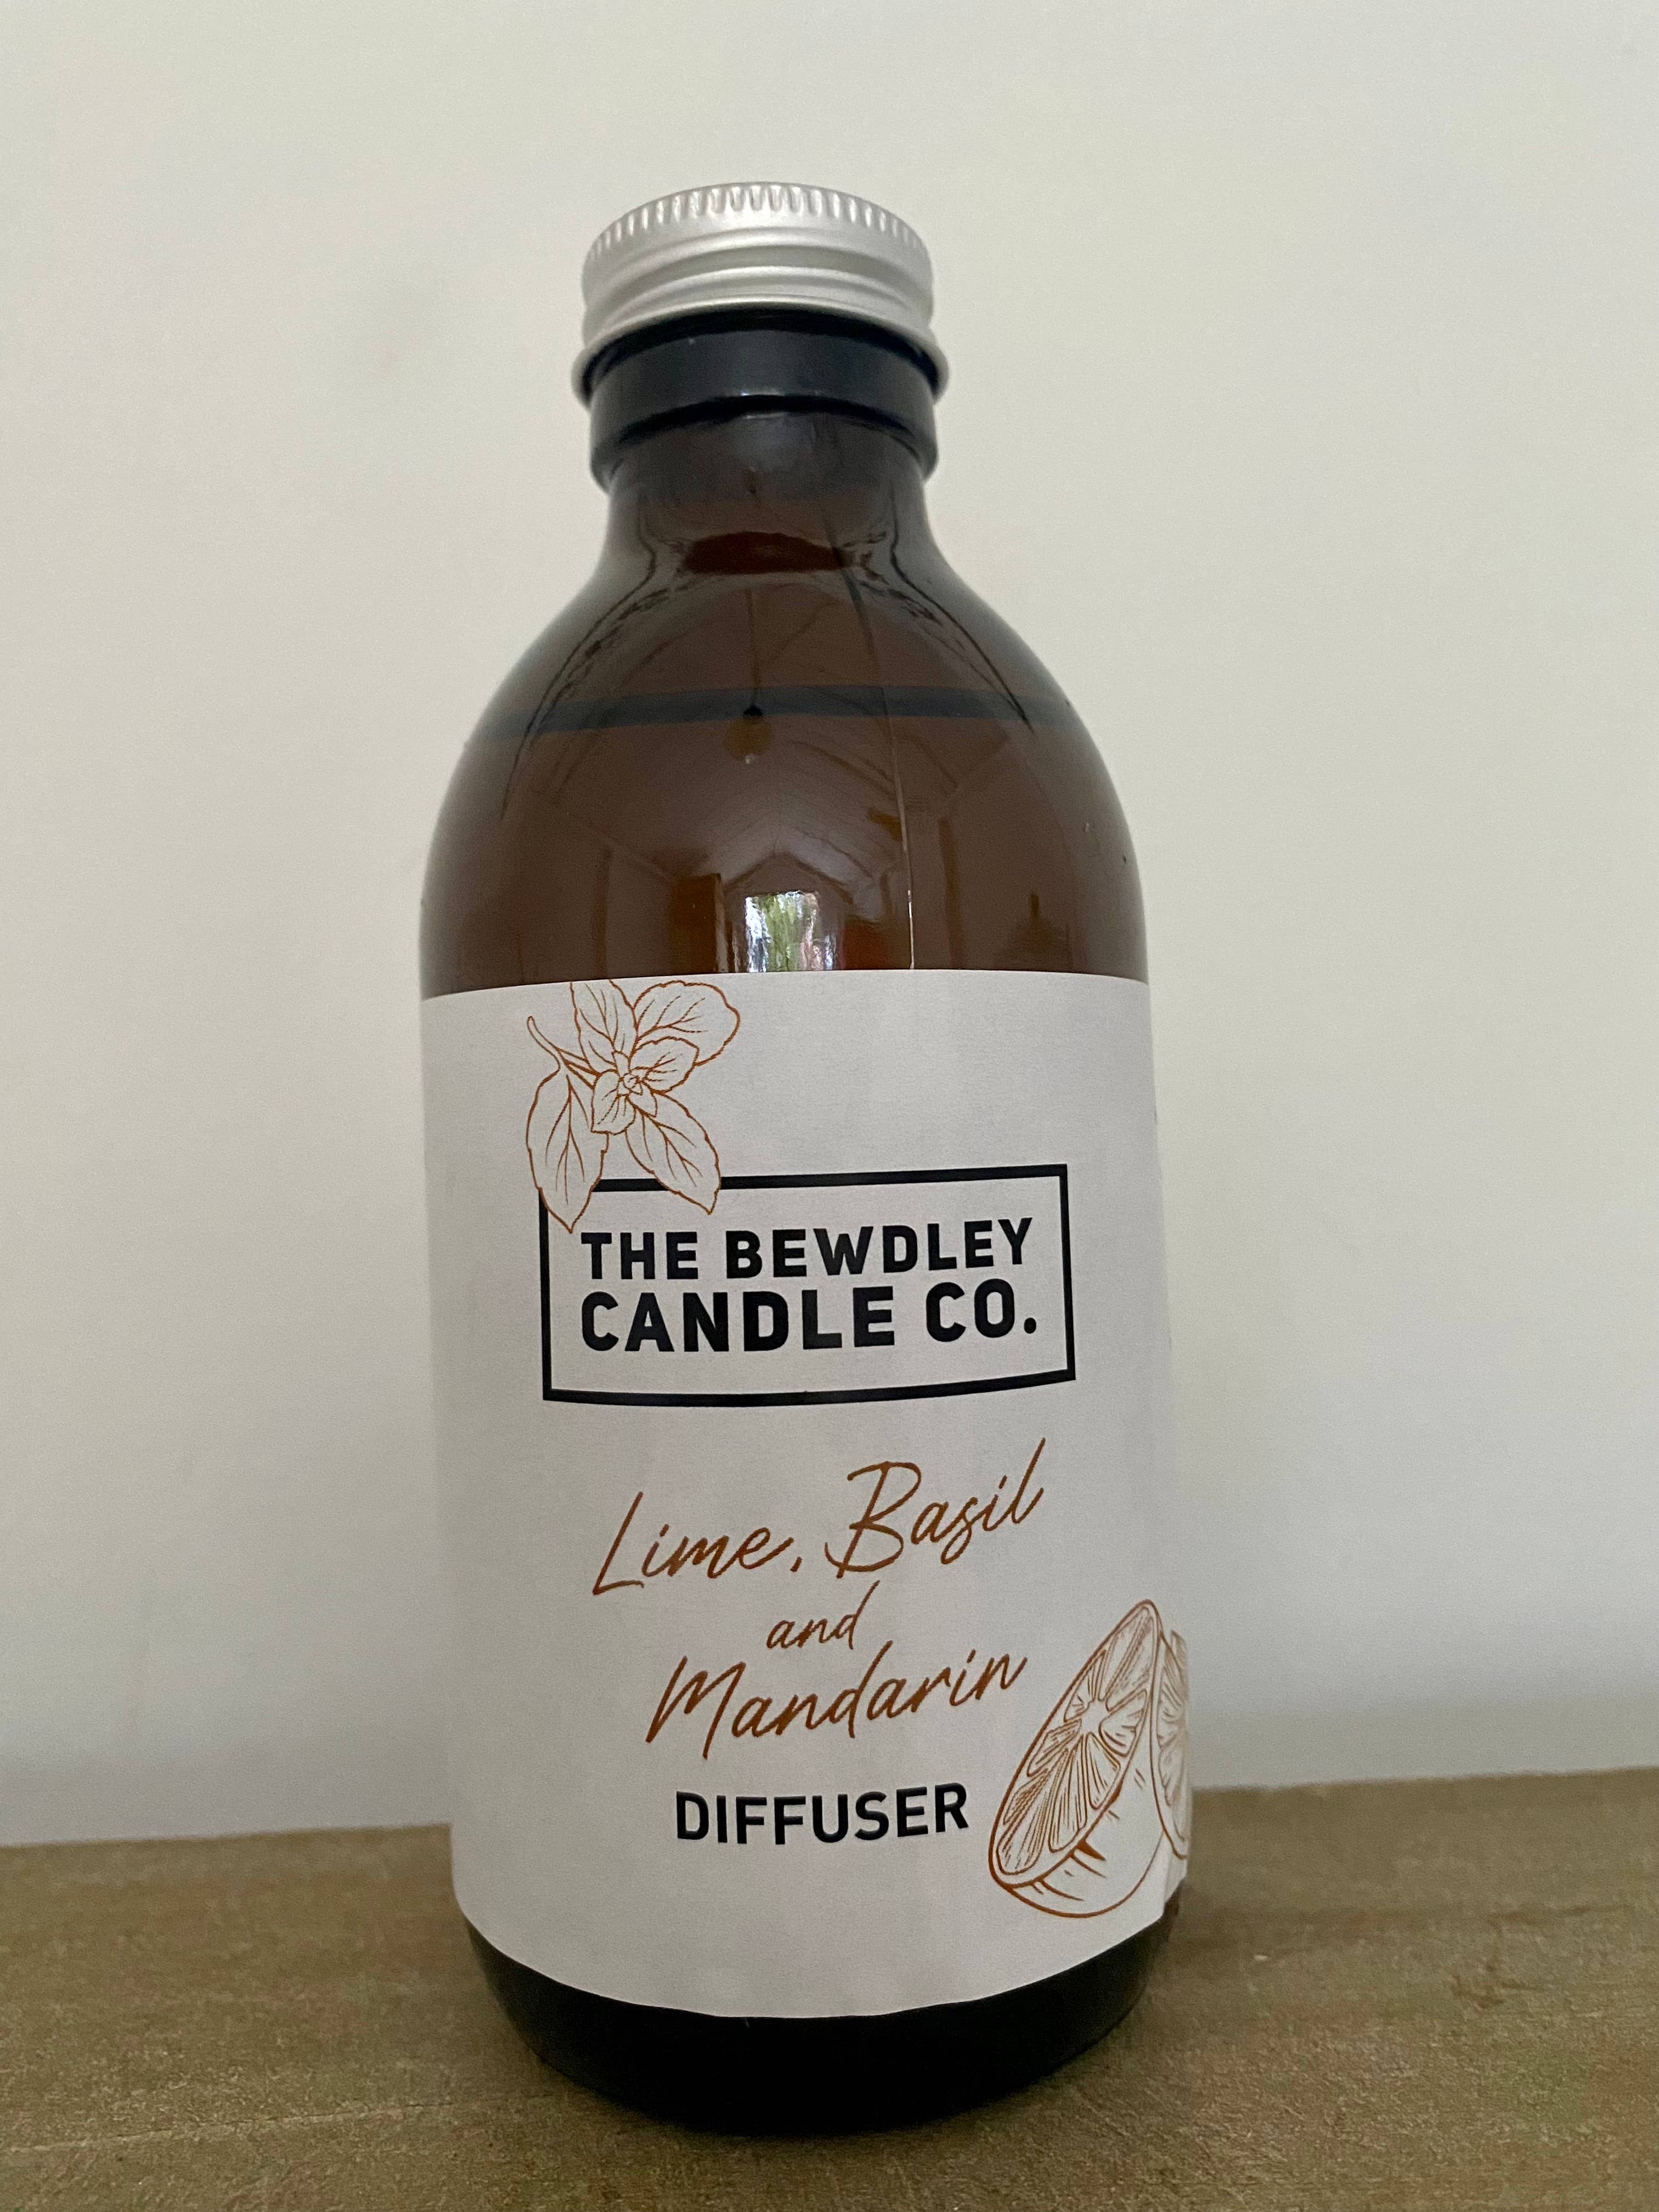 THE BEWDLEY
CANDLE CO.
Lime, Basil
and
Mandarin
DIFFUSER